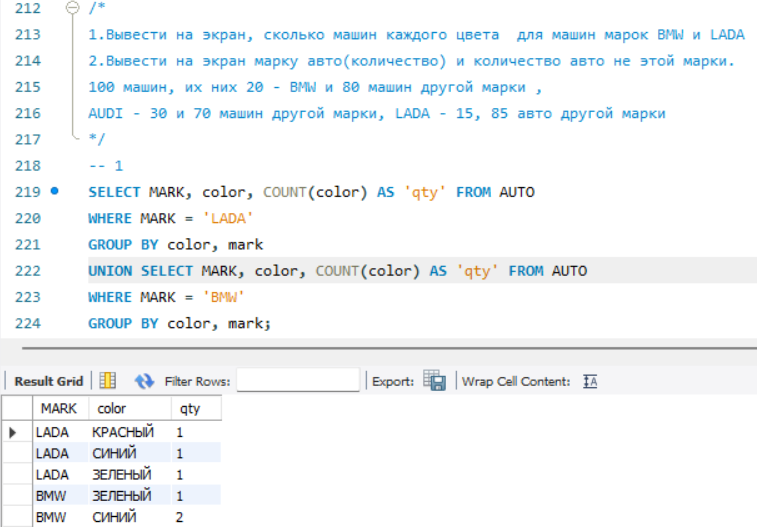 212 /*
213 1.Вывести на экран, сколько машин каждого цвета для машин марок BMW и LADA
214 2.Вывести на экран марку авто(количество) и количество авто не этой марки.
215 100 машин, их них 20 - BMW и 80 машин другой марки ,
216 AUDI - 30 и 70 машин другой марки, LADA - 15, 85 авто другой марки
217 */
218 -- 1
219 SELECT MARK, color, COUNT(color) AS 'qty' FROM AUTO
220 WHERE MARK = 'LADA'
221 GROUP BY color, mark
222 UNION SELECT MARK, color, COUNT(color) AS 'qty' FROM AUTO
223 WHERE MARK = 'BMW'
224 GROUP BY color, mark;
Result Grid Filter Rows: Export: Wrap Cell Content: IA
MARK color qty
LADA КРАСНЫЙ 1
LADA СИНИЙ 1
LADA ЗЕЛЕНЫЙ 1
BMW ЗЕЛЕНЫЙ 1
BMW СИНИЙ 2